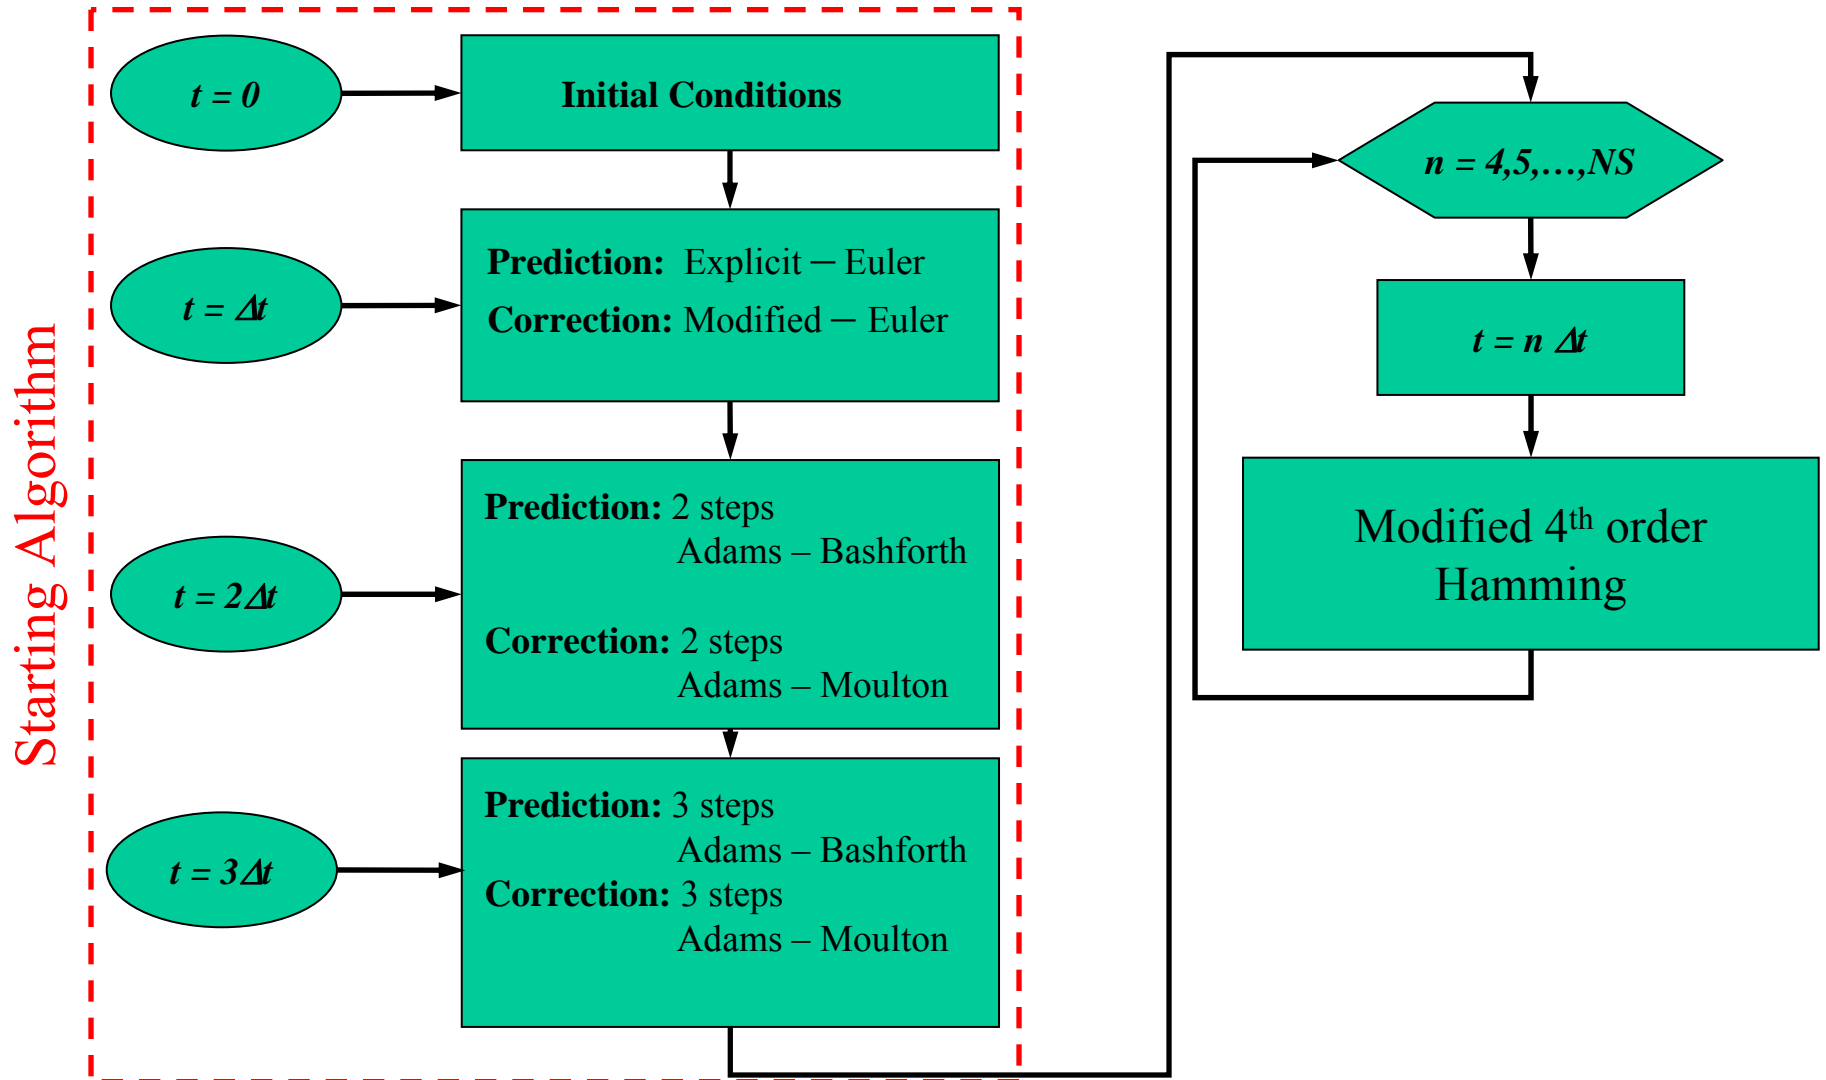 Starting Algorithm
t = 0
Initial Conditions
t = Δt
Prediction: Explicit – Euler
Correction: Modified – Euler
t = 2Δt
Prediction: 2 steps
Adams – Bashforth
Correction: 2 steps
Adams – Moulton
t = 3Δt
Prediction: 3 steps
Adams – Bashforth
Correction: 3 steps
Adams – Moulton
n = 4,5,...,NS
t = n Δt
Modified 4th order
Hamming